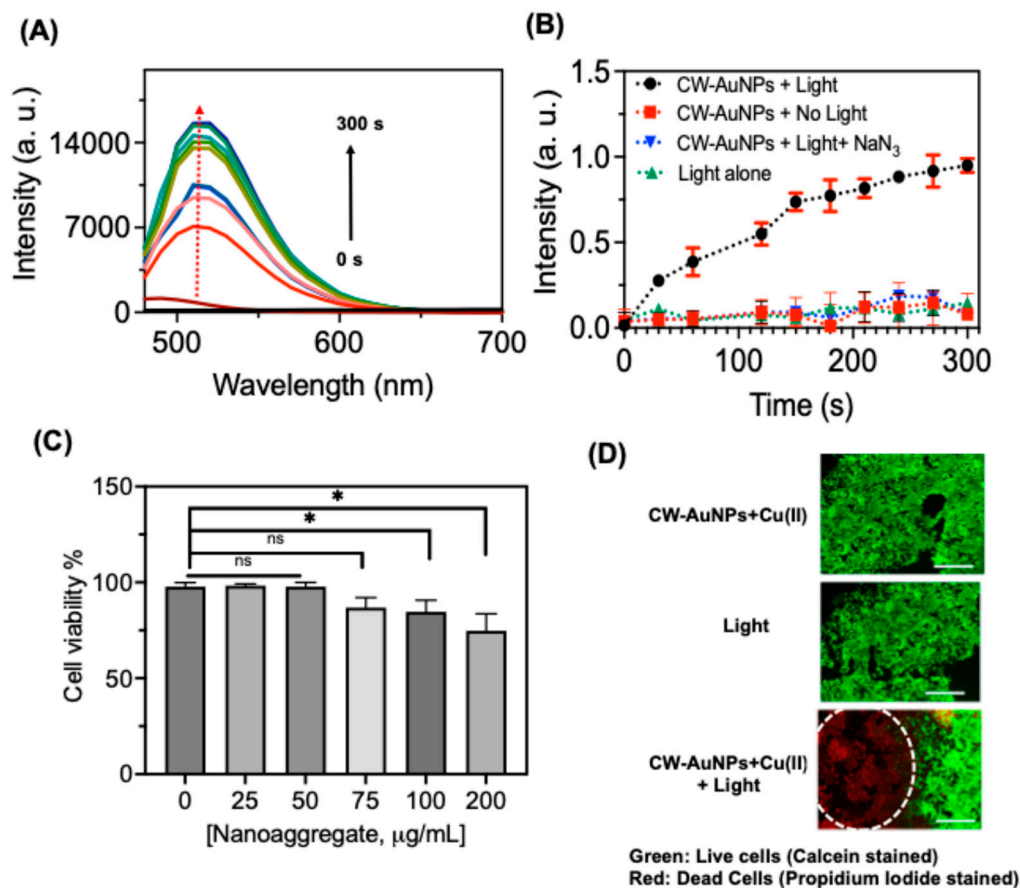 (A)
Intensity (a. u.)
14000
7000
0
300 s
0 s
500
600
700
Wavelength (nm)
(B)
Intensity (a. u.)
1.5
1.0
0.5
0.0
CW-AuNPs + Light
CW-AuNPs + No Light
CW-AuNPs + Light+ NaN3
Light alone
0
100
200
300
Time (s)
(C)
Cell viability %
150
100
50
0
*
*
ns
ns
0
25
50
75
100
200
[Nanoaggregate, μg/mL]
(D)
CW-AuNPs+Cu(II)
Light
CW-AuNPs+Cu(II)
+ Light
Green: Live cells (Calcein stained)
Red: Dead Cells (Propidium Iodide stained)